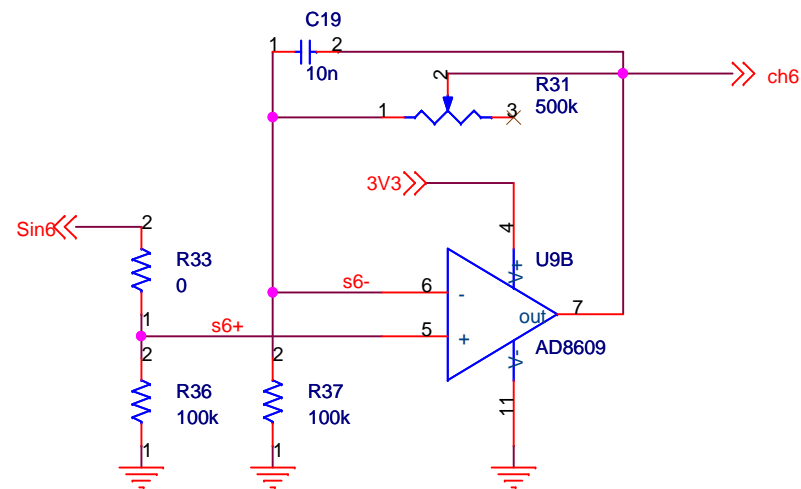 C19
1 2
10n
2
R31
ch6
1 3
500k
3V3
Sin6
2
4
R33
0
V+
U9B
s6-
6
-
7
1
out
s6+
5
+
2
2
AD8609
V-
R36
R37
100k
100k
11
1
1